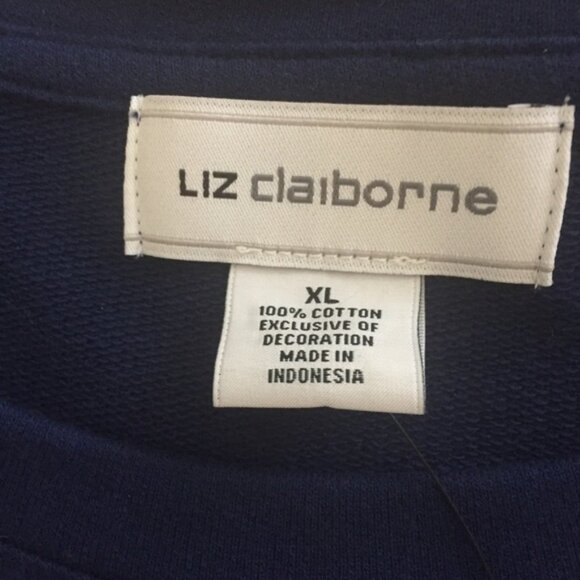 LIZ claiborne
XL
100% COTTON
EXCLUSIVE OF
DECORATION
MADE IN
INDONESIA